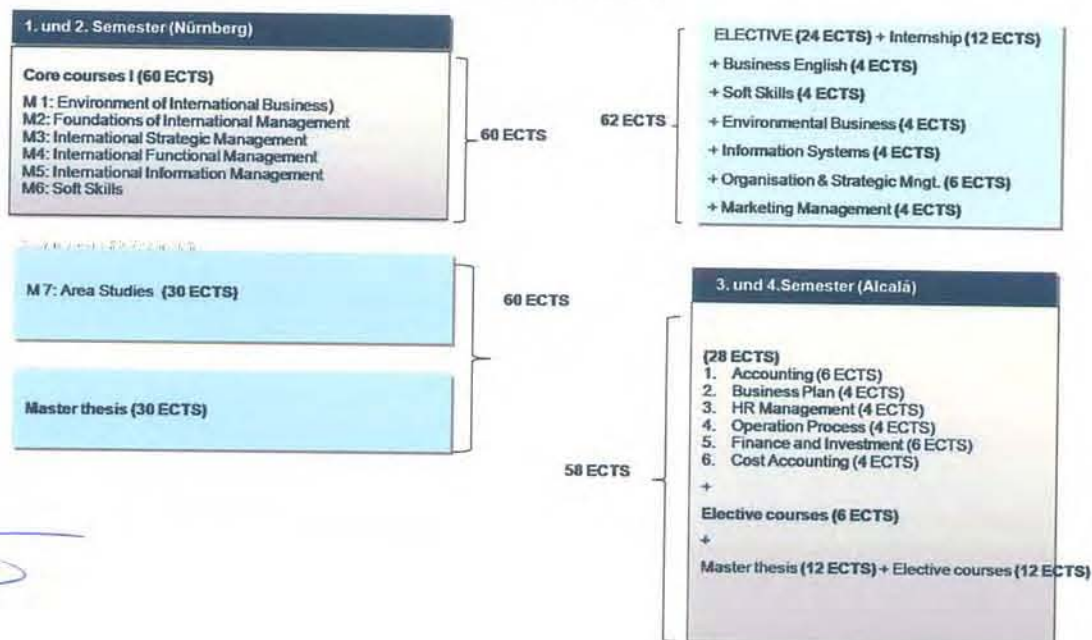 1. und 2. Semester (Nürnberg)
Core courses I (60 ECTS)
M 1: Environment of International Business)
M2: Foundations of International Management
M3: International Strategic Management
M4: International Functional Management
M5: International Information Management
M6: Soft Skills
60 ECTS
M 7: Area Studies (30 ECTS)
Master thesis (30 ECTS)
60 ECTS
62 ECTS
ELECTIVE (24 ECTS) + Internship (12 ECTS)
+ Business English (4 ECTS)
+ Soft Skills (4 ECTS)
+ Environmental Business (4 ECTS)
+ Information Systems (4 ECTS)
+ Organisation & Strategic Mngt. (6 ECTS)
+ Marketing Management (4 ECTS)
58 ECTS
3. und 4.Semester (Alcalá)
(28 ECTS)
1. Accounting (6 ECTS)
2. Business Plan (4 ECTS)
3. HR Management (4 ECTS)
4. Operation Process (4 ECTS)
5. Finance and Investment (6 ECTS)
6. Cost Accounting (4 ECTS)
+
Elective courses (6 ECTS)
+
Master thesis (12 ECTS) + Elective courses (12 ECTS)